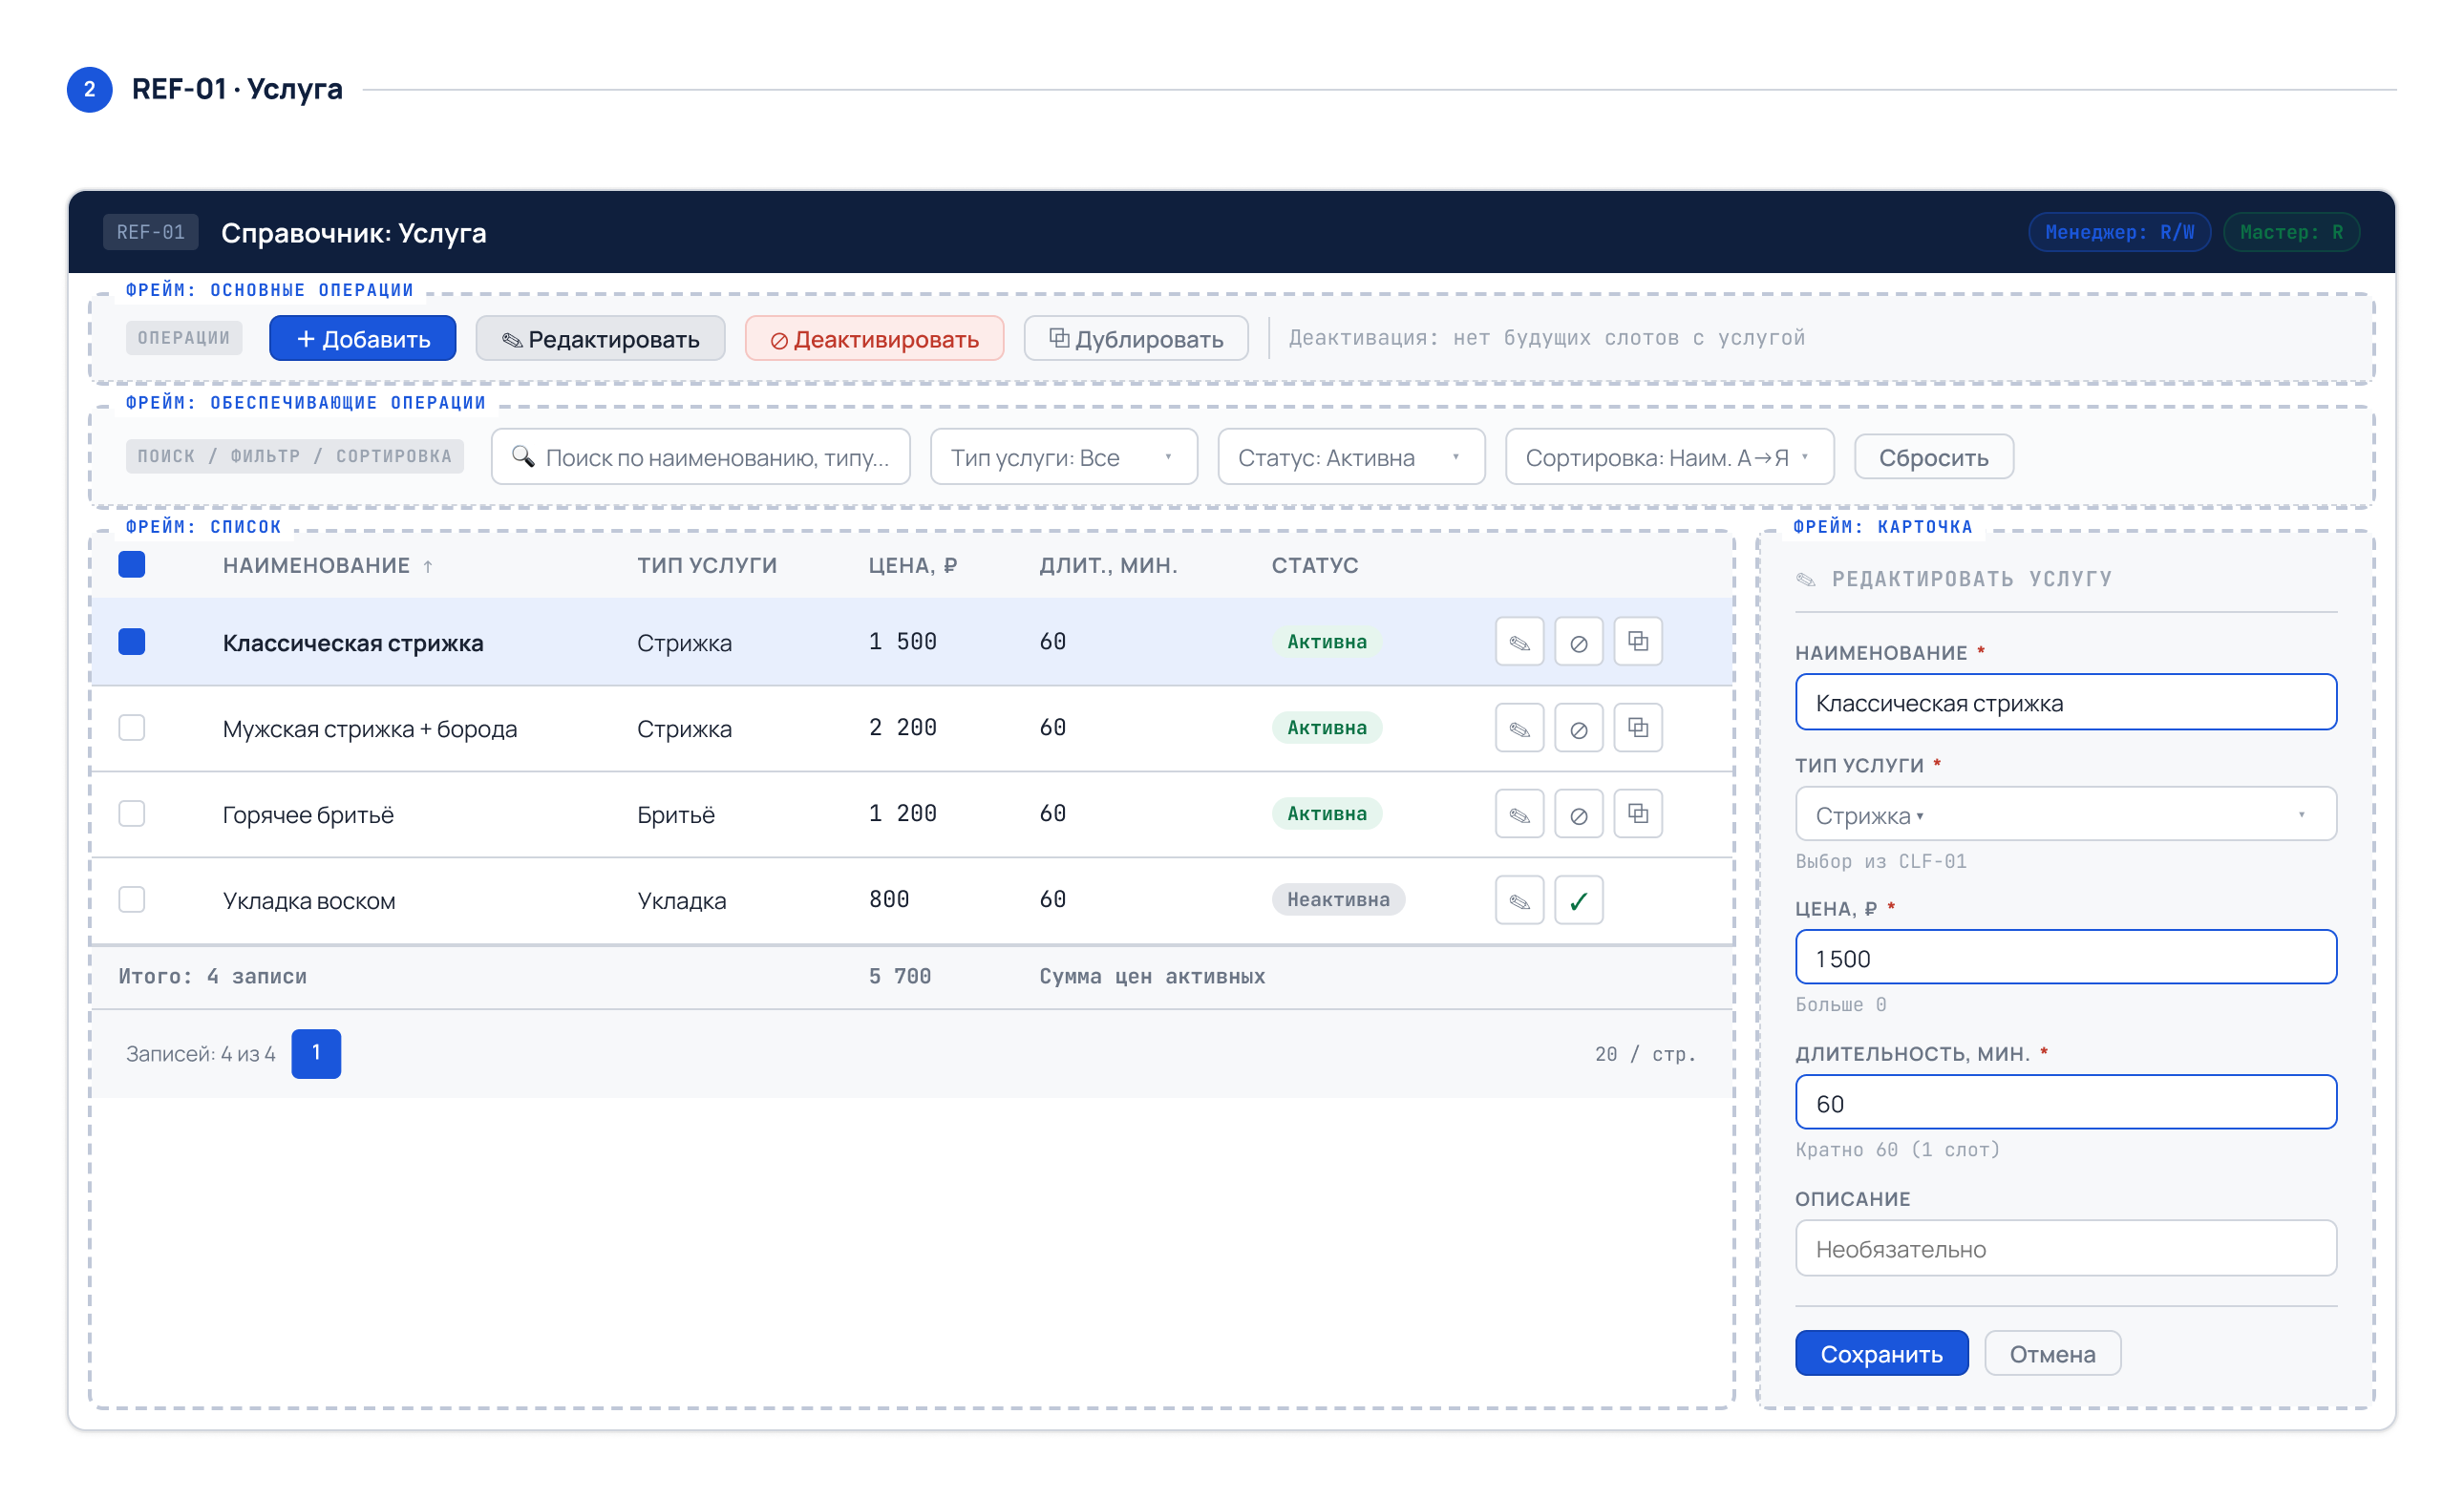 2 REF-01 · Услуга
REF-01 Справочник: Услуга Менеджер: R/W Мастер: R
ФРЕЙМ: ОСНОВНЫЕ ОПЕРАЦИИ
ОПЕРАЦИИ + Добавить ✎ Редактировать ⊘ Деактивировать ⿻ Дублировать Деактивация: нет будущих слотов с услугой
ФРЕЙМ: ОБЕСПЕЧИВАЮЩИЕ ОПЕРАЦИИ
ПОИСК / ФИЛЬТР / СОРТИРОВКА 🔍 Поиск по наименованию, типу... Тип услуги: Все Статус: Активна Сортировка: Наим. А→Я Сбросить
ФРЕЙМ: СПИСОК
НАИМЕНОВАНИЕ ↑ ТИП УСЛУГИ ЦЕНА, ₽ ДЛИТ., МИН. СТАТУС
Классическая стрижка Стрижка 1 500 60 Активна
Мужская стрижка + борода Стрижка 2 200 60 Активна
Горячее бритьё Бритьё 1 200 60 Активна
Укладка воском Укладка 800 60 Неактивна ✓
Итого: 4 записи 5 700 Сумма цен активных
Записей: 4 из 4 1 20 / стр.
ФРЕЙМ: КАРТОЧКА
✎ РЕДАКТИРОВАТЬ УСЛУГУ
НАИМЕНОВАНИЕ *
Классическая стрижка
ТИП УСЛУГИ *
Стрижка ▾
Выбор из CLF-01
ЦЕНА, ₽ *
1 500
Больше 0
ДЛИТЕЛЬНОСТЬ, МИН. *
60
Кратно 60 (1 слот)
ОПИСАНИЕ
Необязательно
Сохранить Отмена